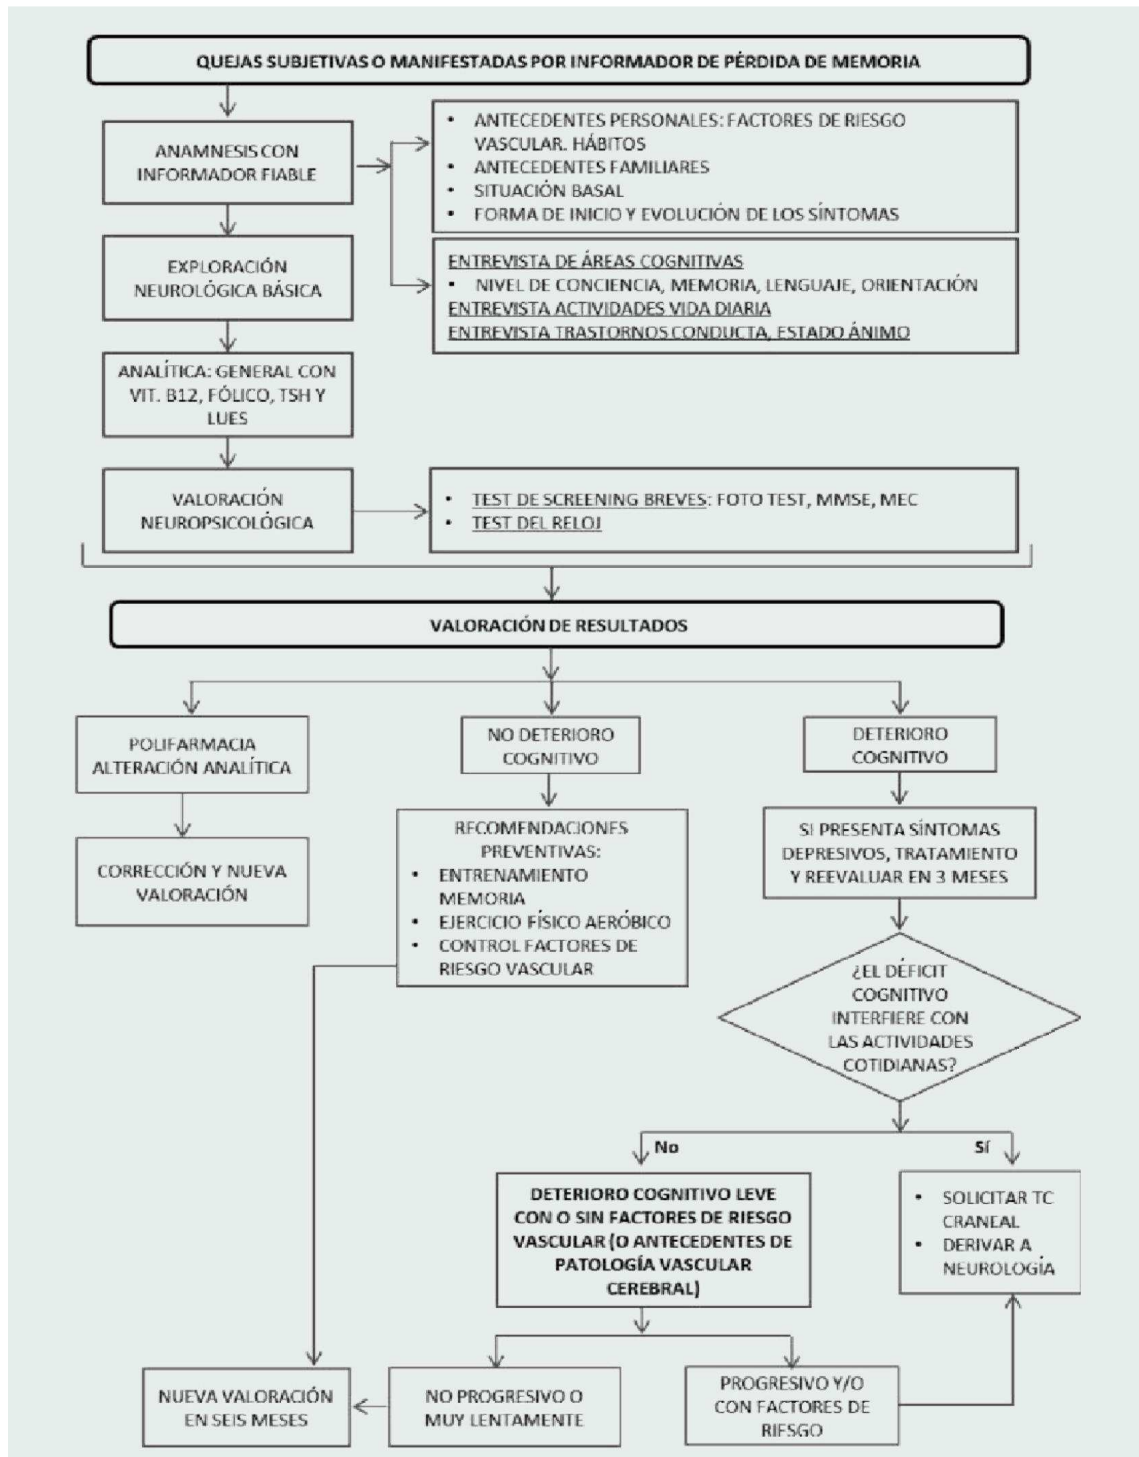 QUEJAS SUBJETIVAS O MANIFESTADAS POR INFORMADOR DE PÉRDIDA DE MEMORIA
ANAMNESIS CON
INFORMADOR FIABLE
• ANTECEDENTES PERSONALES: FACTORES DE RIESGO
VASCULAR. HÁBITOS
• ANTECEDENTES FAMILIARES
• SITUACIÓN BASAL
• FORMA DE INICIO Y EVOLUCIÓN DE LOS SÍNTOMAS
ENTREVISTA DE ÁREAS COGNITIVAS
• NIVEL DE CONCIENCIA, MEMORIA, LENGUAJE, ORIENTACIÓN
ENTREVISTA ACTIVIDADES VIDA DIARIA
ENTREVISTA TRASTORNOS CONDUCTA, ESTADO ÁNIMO
EXPLORACIÓN
NEUROLÓGICA BÁSICA
ANALÍTICA: GENERAL CON
VIT. B12, FÓLICO, TSH Y
LUES
VALORACIÓN
NEUROPSICOLÓGICA
• TEST DE SCREENING BREVES: FOTO TEST, MMSE, MEC
• TEST DEL RELOJ
VALORACIÓN DE RESULTADOS
POLIFARMACIA
ALTERACIÓN ANALÍTICA
CORRECCIÓN Y NUEVA
VALORACIÓN
NO DETERIORO
COGNITIVO
RECOMENDACIONES
PREVENTIVAS:
• ENTRENAMIENTO
MEMORIA
• EJERCICIO FÍSICO AERÓBICO
• CONTROL FACTORES DE
RIESGO VASCULAR
DETERIORO
COGNITIVO
SI PRESENTA SÍNTOMAS
DEPRESIVOS, TRATAMIENTO
Y REEVALUAR EN 3 MESES
¿EL DÉFICIT
COGNITIVO
INTERFIERE CON
LAS ACTIVIDADES
COTIDIANAS?
No
Sí
DETERIORO COGNITIVO LEVE
CON O SIN FACTORES DE RIESGO
VASCULAR (O ANTECEDENTES DE
PATOLOGÍA VASCULAR
CEREBRAL)
• SOLICITAR TC
CRANEAL
• DERIVAR A
NEUROLOGÍA
NUEVA VALORACIÓN
EN SEIS MESES
NO PROGRESIVO O
MUY LENTAMENTE
PROGRESIVO Y/O
CON FACTORES DE
RIESGO